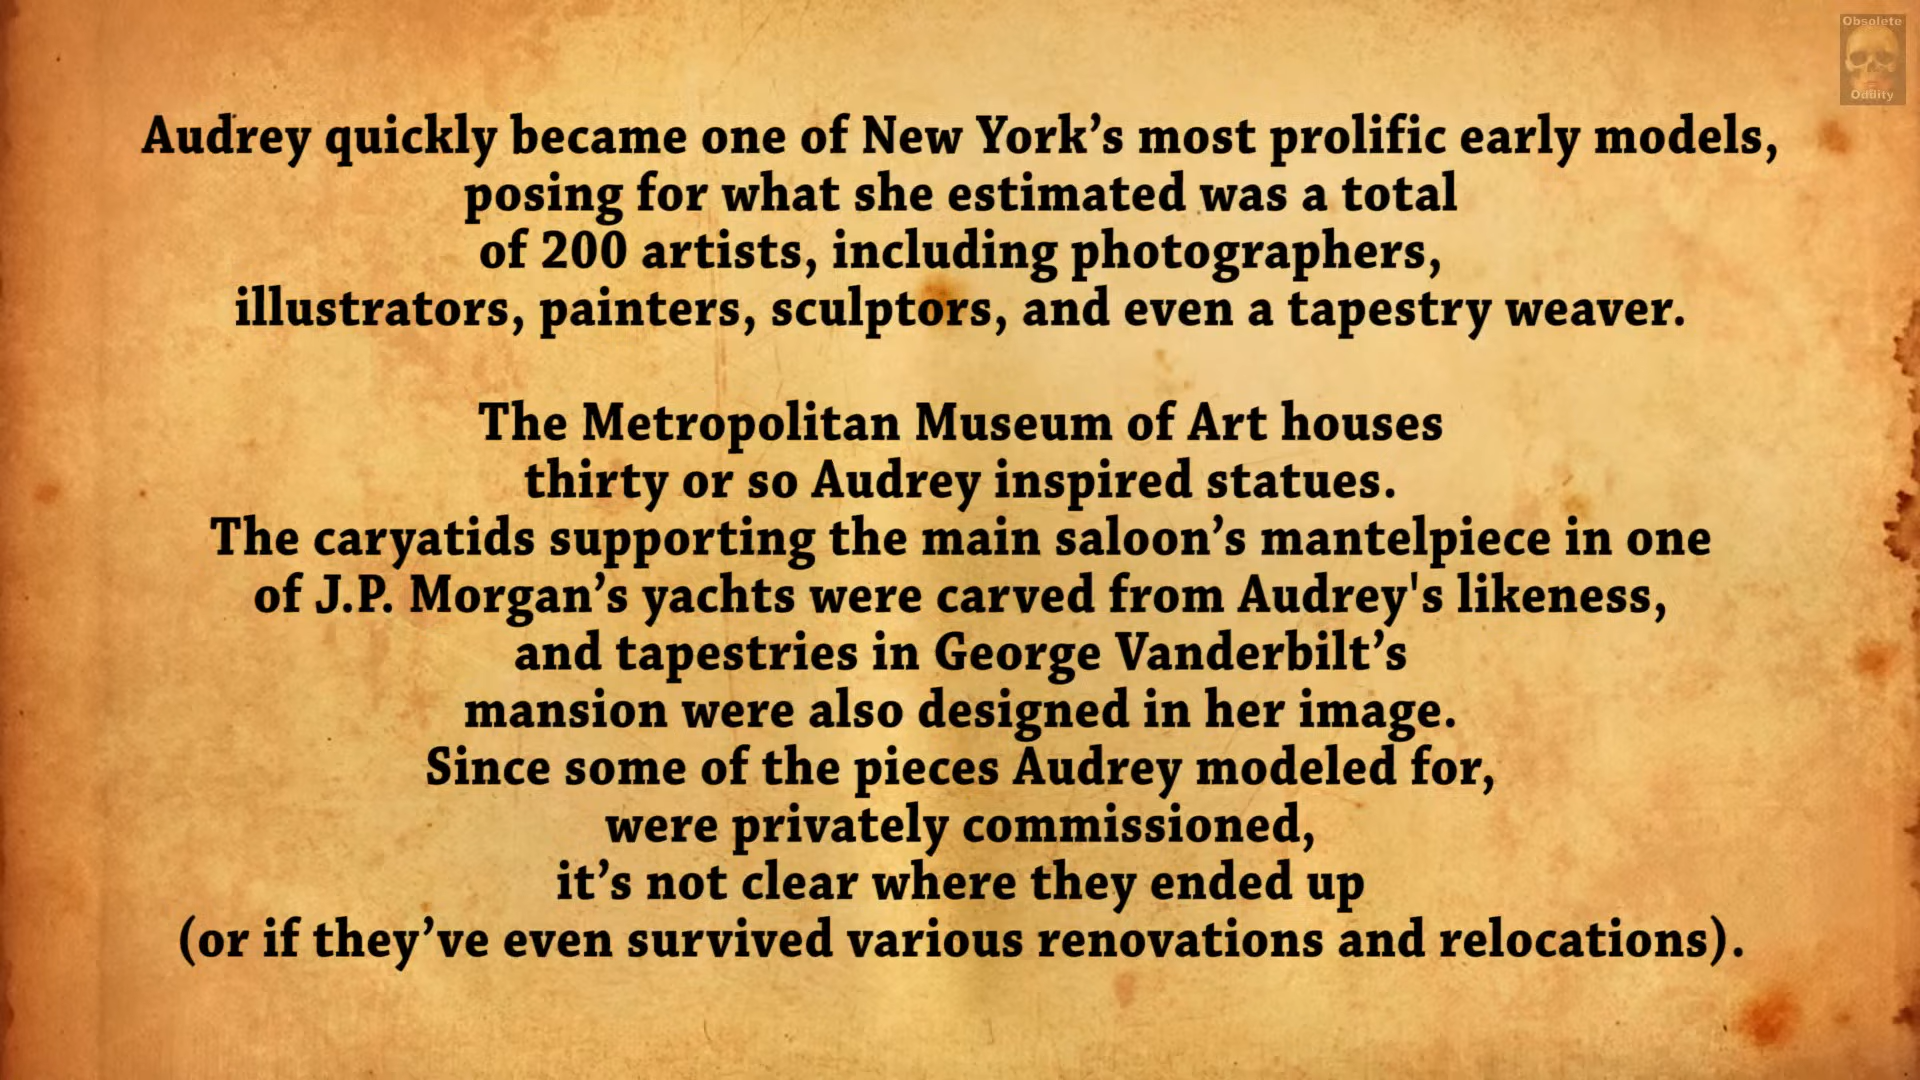 Obsolete
Oddity
Audrey quickly became one of New York’s most prolific early models,
posing for what she estimated was a total
of 200 artists, including photographers,
illustrators, painters, sculptors, and even a tapestry weaver.
The Metropolitan Museum of Art houses
thirty or so Audrey inspired statues.
The caryatids supporting the main saloon’s mantelpiece in one
of J.P. Morgan’s yachts were carved from Audrey's likeness,
and tapestries in George Vanderbilt’s
mansion were also designed in her image.
Since some of the pieces Audrey modeled for,
were privately commissioned,
it’s not clear where they ended up
(or if they’ve even survived various renovations and relocations).